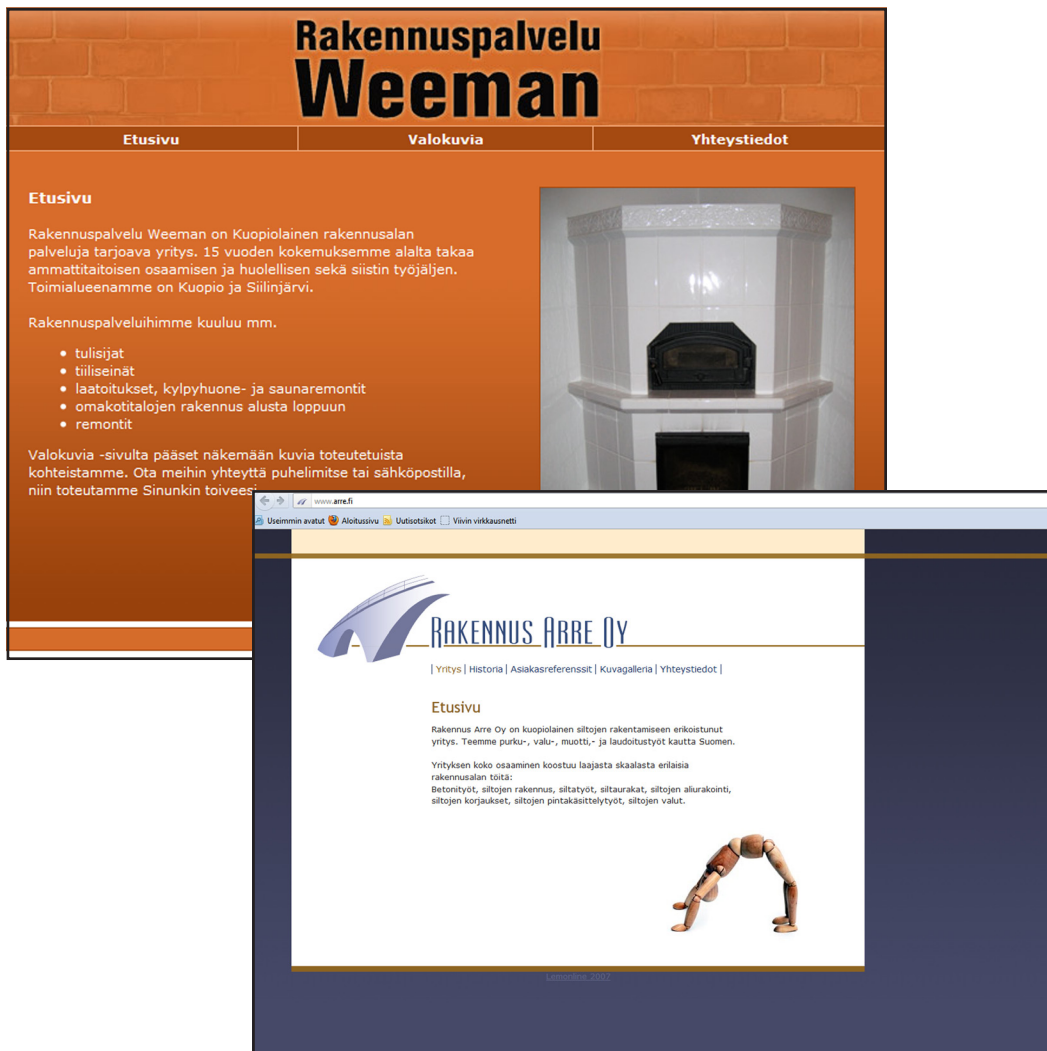 Rakennuspalvelu
Weeman
Etusivu
Valokuvia
Yhteystiedot
Etusivu
Rakennuspalvelu Weeman on Kuopiolainen rakennusalan
palveluja tarjoava yritys. 15 vuoden kokemuksemme alalta takaa
ammattitaitoisen osaamisen ja huolellisen sekä siistin työjäljen.
Toimialueenamme on Kuopio ja Siilinjärvi.
Rakennuspalveluihimme kuuluu mm.
• tulisijat
• tiiliseinät
• laatoitukset, kylpyhuone- ja saunaremontit
• omakotitalojen rakennus alusta loppuun
• remontit
Valokuvia -sivulta pääset näkemään kuvia toteutetuista
kohteistamme. Ota meihin yhteyttä puhelimitse tai sähköpostilla,
niin toteutamme Sinunkin toiveesi
www.arre.fi
Useimmin avatut Aloitussivu Uutisotsikot Viivin virkkausnetti
RAKENNUS ARRE OY
| Yritys | Historia | Asiakasreferenssit | Kuvagalleria | Yhteystiedot |
Etusivu
Rakennus Arre Oy on kuopiolainen siltojen rakentamiseen erikoistunut
yritys. Teemme purku-, valu-, muotti,- ja laudoitustyöt kautta Suomen.
Yrityksen koko osaaminen koostuu laajasta skaalasta erilaisia
rakennusalan töitä:
Betonityöt, siltojen rakennus, siltatyöt, siltaurakat, siltojen aliurakointi,
siltojen korjaukset, siltojen pintakäsittelytyöt, siltojen valut.
Lemonline 2007